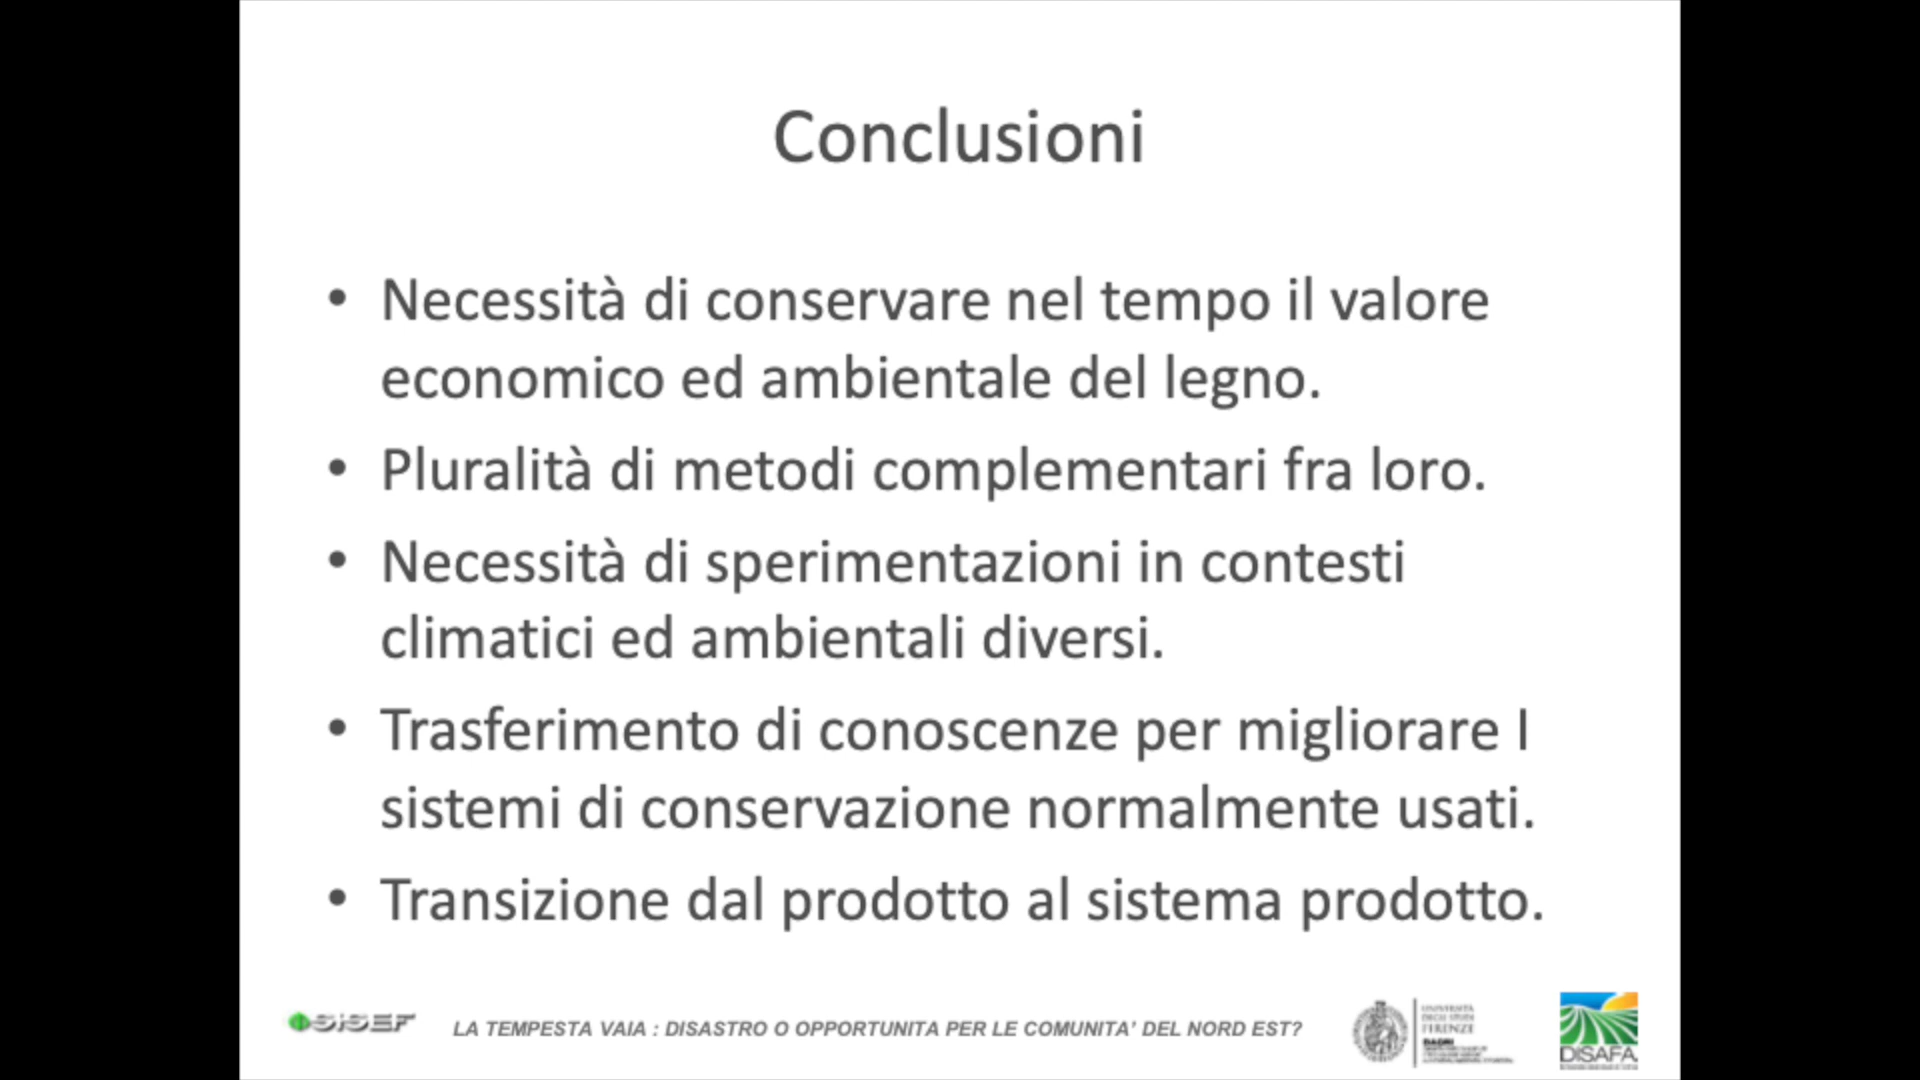 Conclusioni
• Necessità di conservare nel tempo il valore
economico ed ambientale del legno.
• Pluralità di metodi complementari fra loro.
• Necessità di sperimentazioni in contesti
climatici ed ambientali diversi.
• Trasferimento di conoscenze per migliorare I
sistemi di conservazione normalmente usati.
• Transizione dal prodotto al sistema prodotto.
SISEF
LA TEMPESTA VAIA : DISASTRO O OPPORTUNITA PER LE COMUNITA' DEL NORD EST?
UNIVERSITÀ
DEGLI STUDI
FIRENZE
DAGRI
DISAFA